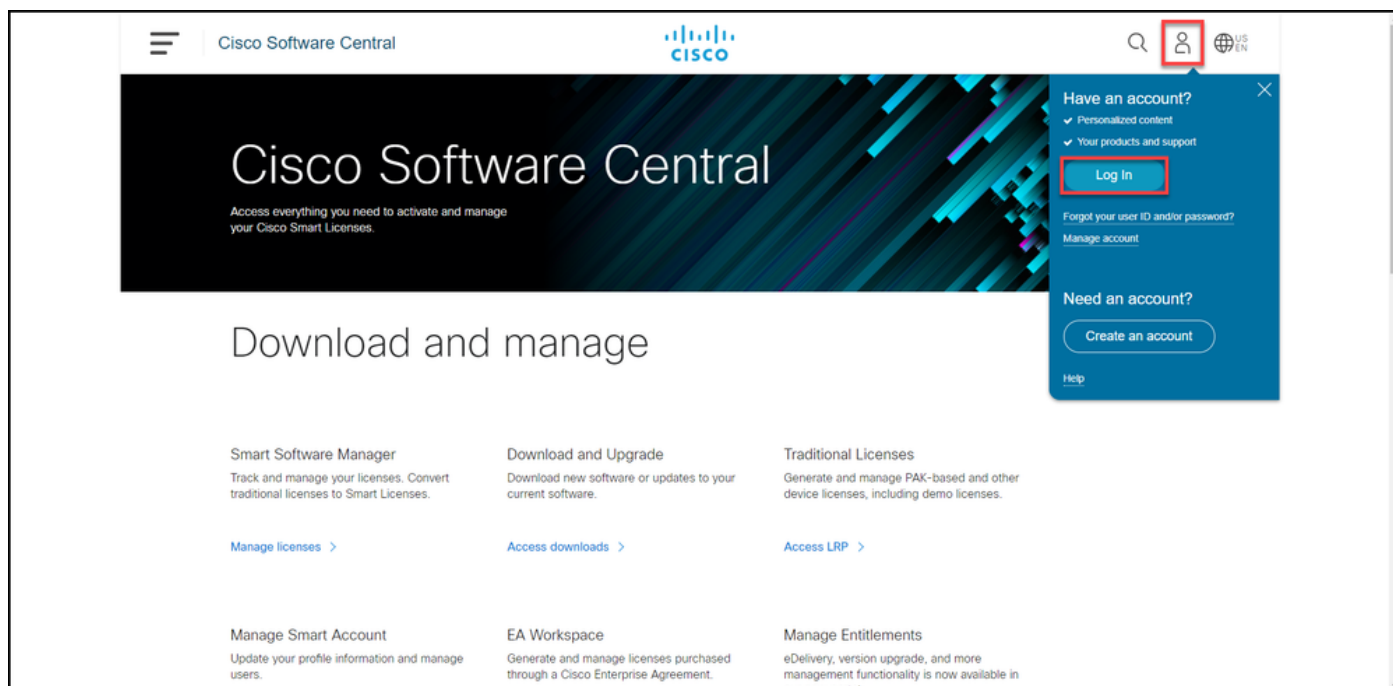 Cisco Software Central
CISCO
US
EN
Have an account?
Personalized content
Your products and support
Log In
Forgot your user ID and/or password?
Manage account
Need an account?
Create an account
Help
Cisco Software Central
Access everything you need to activate and manage
your Cisco Smart Licenses.
Download and manage
Smart Software Manager
Track and manage your licenses. Convert
traditional licenses to Smart Licenses.
Manage licenses
Download and Upgrade
Download new software or updates to your
current software.
Access downloads
Traditional Licenses
Generate and manage PAK-based and other
device licenses, including demo licenses.
Access LRP
Manage Smart Account
Update your profile information and manage
users.
EA Workspace
Generate and manage licenses purchased
through a Cisco Enterprise Agreement.
Manage Entitlements
eDelivery, version upgrade, and more
management functionality is now available in